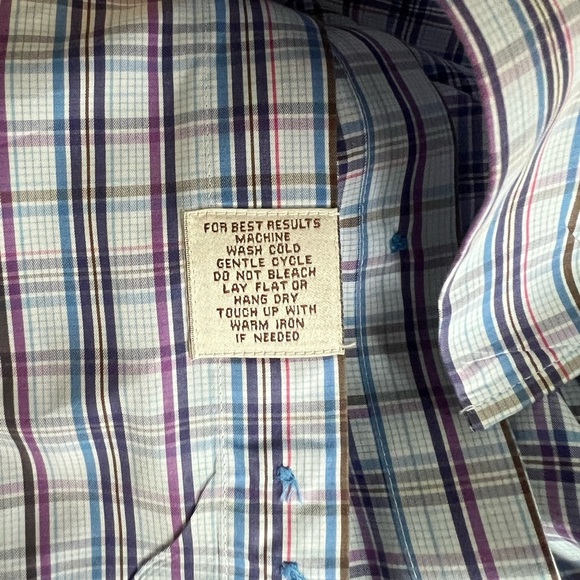 FOR BEST RESULTS
MACHINE
WASH COLD
GENTLE CYCLE
DO NOT BLEACH
LAY FLAT OR
HANG DRY
TOUCH UP WITH
WARM IRON
IF NEEDED